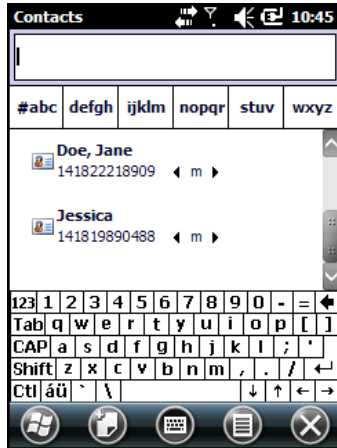 Contacts 10:45
#abc defgh ijklm nopqr stuv wxyz
Doe, Jane
141822218909 m
Jessica
141819890488 m
123 1 2 3 4 5 6 7 8 9 0 - =
Tab q w e r t y u i o p [ ]
CAP a s d f g h j k l ; '
Shift z x c v b n m , . /
Ctl áü ` \